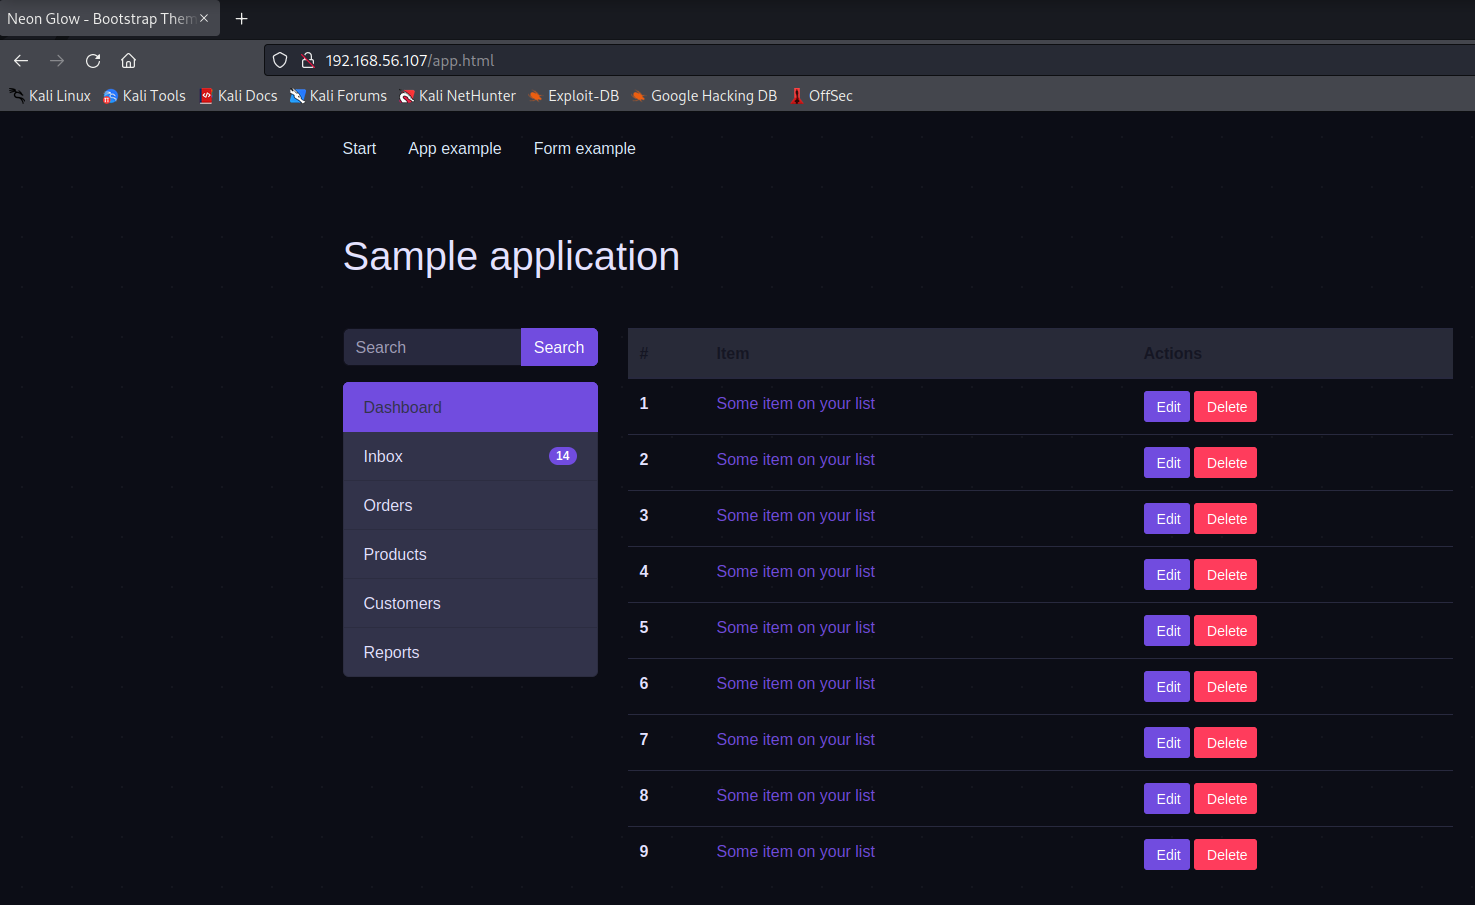 Neon Glow - Bootstrap Them
192.168.56.107/app.html
Kali Linux Kali Tools Kali Docs Kali Forums Kali NetHunter Exploit-DB Google Hacking DB OffSec
Start App example Form example
Sample application
Search Search
Dashboard
Inbox 14
Orders
Products
Customers
Reports
# Item Actions
1 Some item on your list Edit Delete
2 Some item on your list Edit Delete
3 Some item on your list Edit Delete
4 Some item on your list Edit Delete
5 Some item on your list Edit Delete
6 Some item on your list Edit Delete
7 Some item on your list Edit Delete
8 Some item on your list Edit Delete
9 Some item on your list Edit Delete